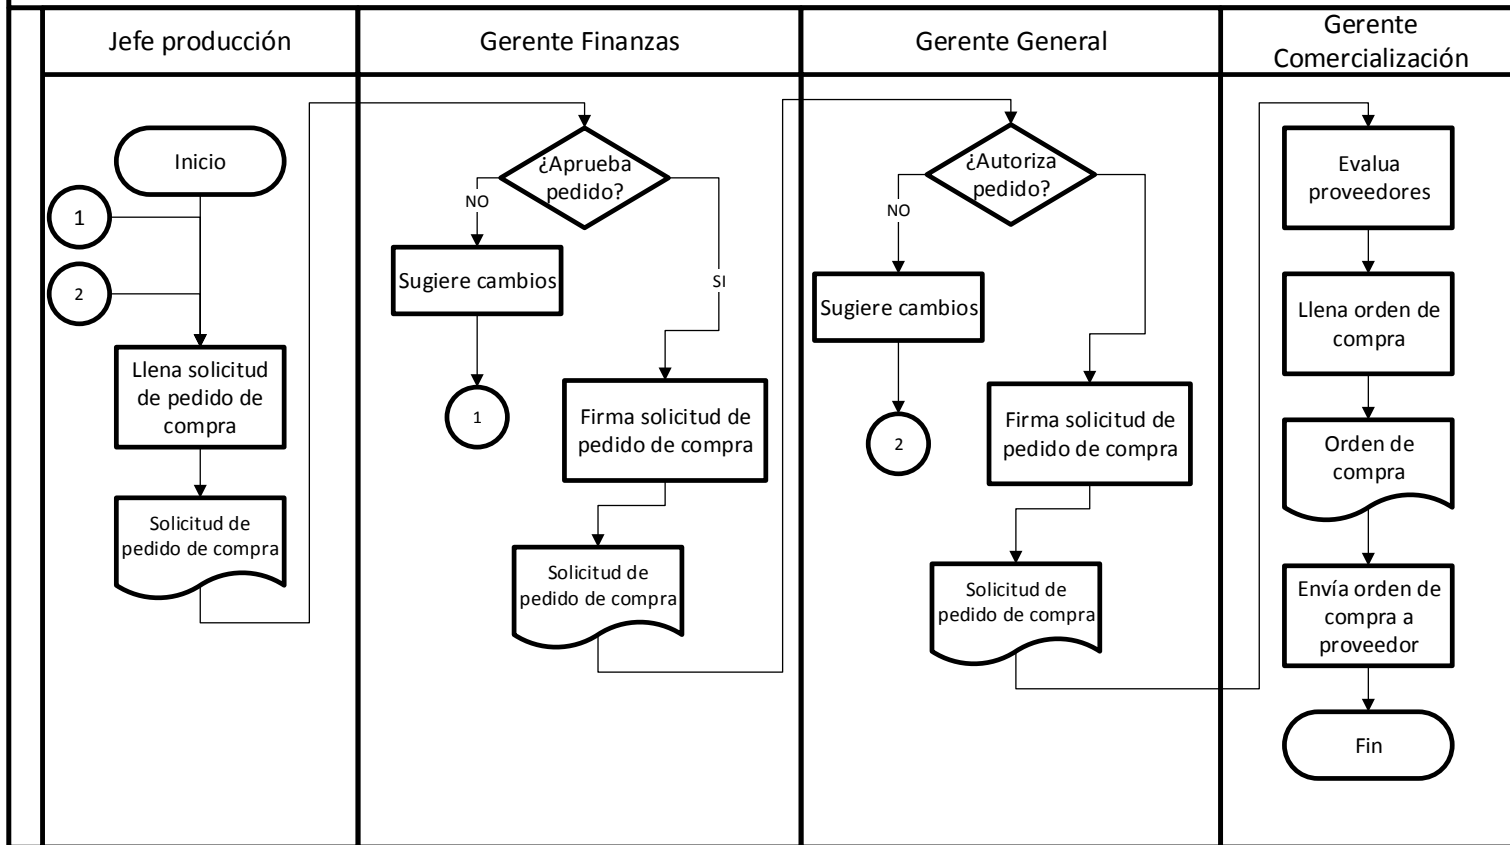 Jefe producción
Gerente Finanzas
Gerente General
Gerente
Comercialización
Inicio
1
2
Llena solicitud
de pedido de
compra
Solicitud de
pedido de compra
¿Aprueba
pedido?
NO
SI
Sugiere cambios
1
Firma solicitud de
pedido de compra
Solicitud de
pedido de compra
¿Autoriza
pedido?
NO
Sugiere cambios
2
Firma solicitud de
pedido de compra
Solicitud de
pedido de compra
Evalua
proveedores
Llena orden de
compra
Orden de
compra
Envía orden de
compra a
proveedor
Fin